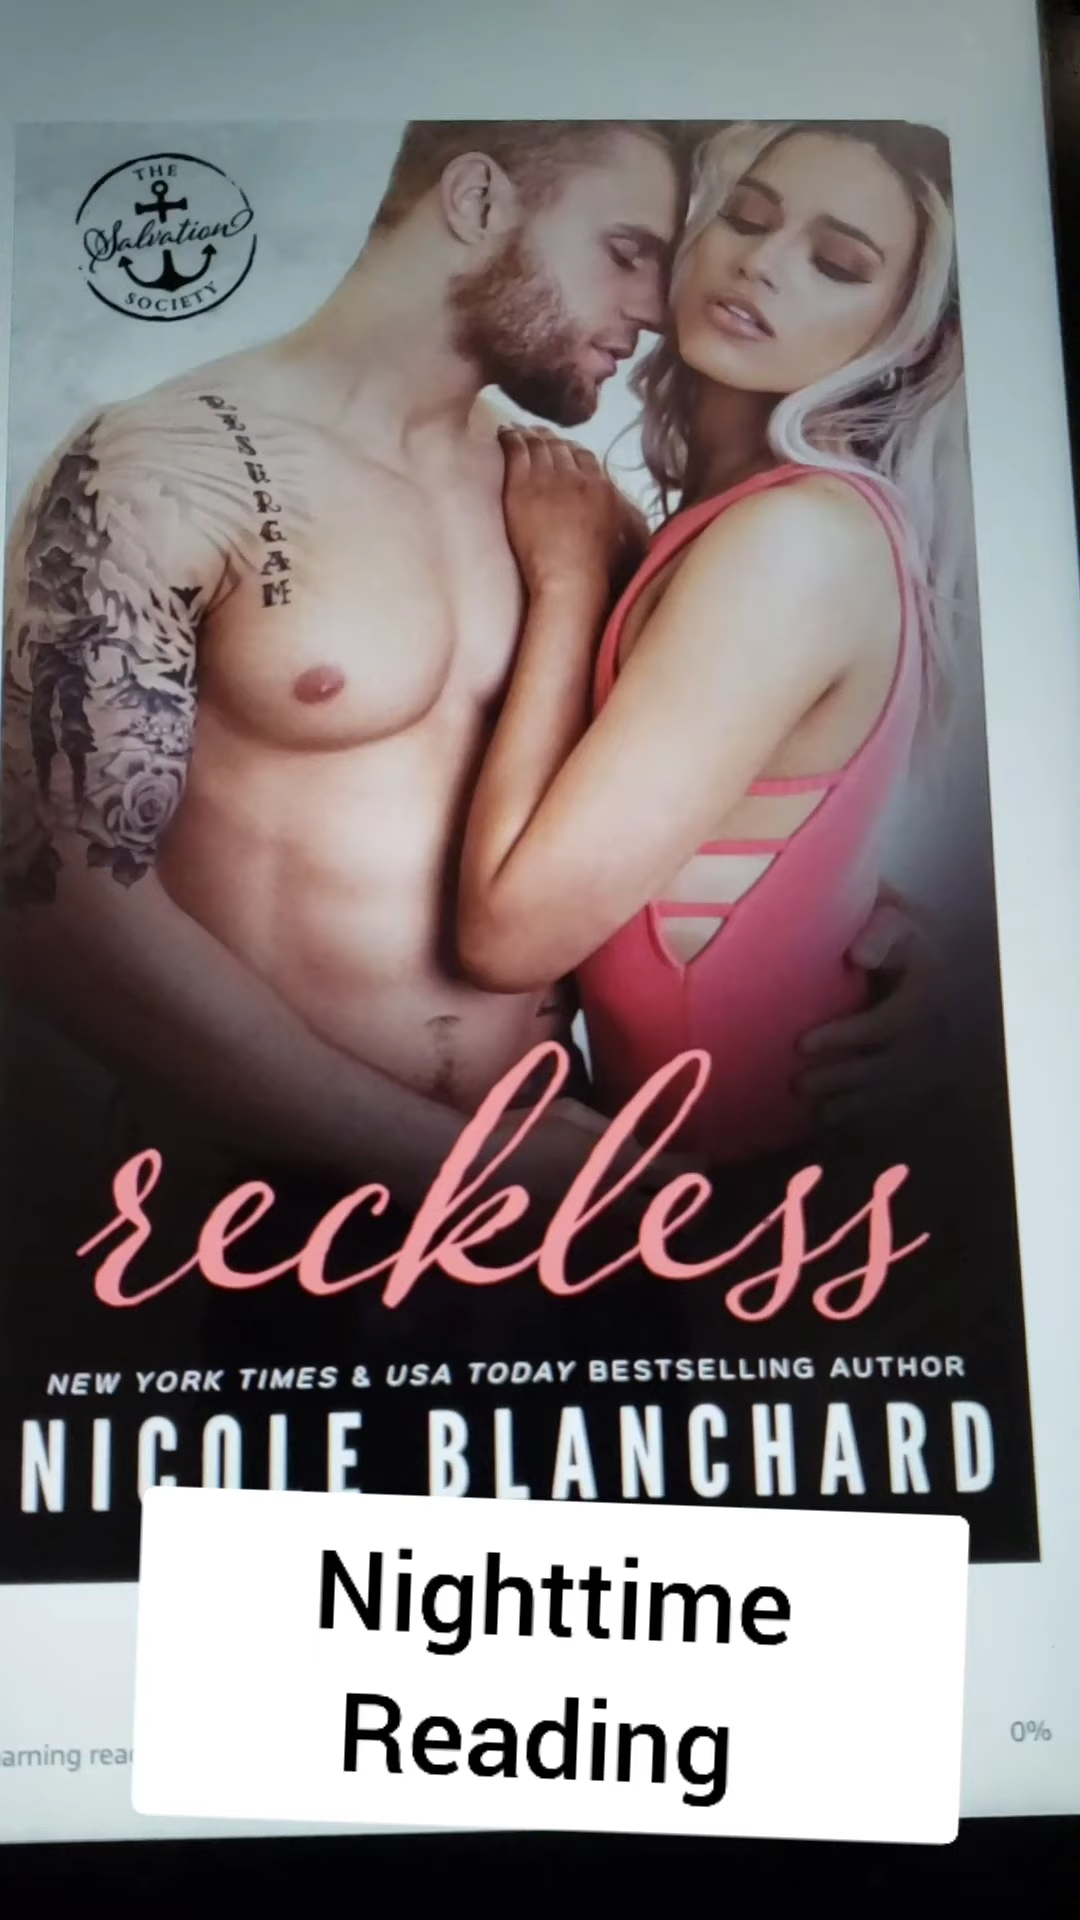 THE
Salvation
SOCIETY
RESURGAM
reckless
NEW YORK TIMES & USA TODAY BESTSELLING AUTHOR
NICOLE BLANCHARD
Nighttime
Reading
0%